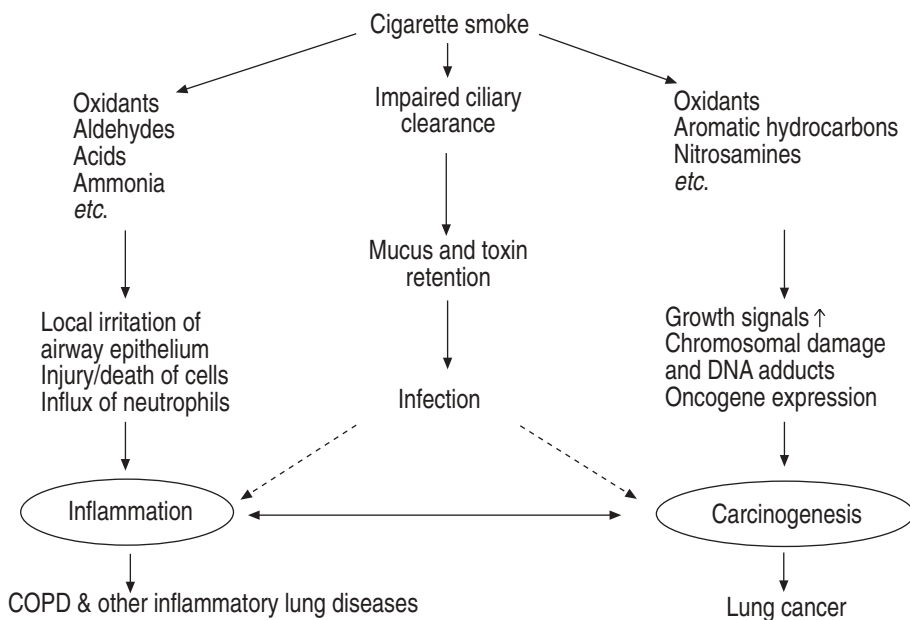 Cigarette smoke
Oxidants
Aldehydes
Acids
Ammonia
etc.
Impaired ciliary
clearance
Oxidants
Aromatic hydrocarbons
Nitrosamines
etc.
Mucus and toxin
retention
Local irritation of
airway epithelium
Injury/death of cells
Influx of neutrophils
Infection
Growth signals ↑
Chromosomal damage
and DNA adducts
Oncogene expression
Inflammation
Carcinogenesis
COPD & other inflammatory lung diseases
Lung cancer